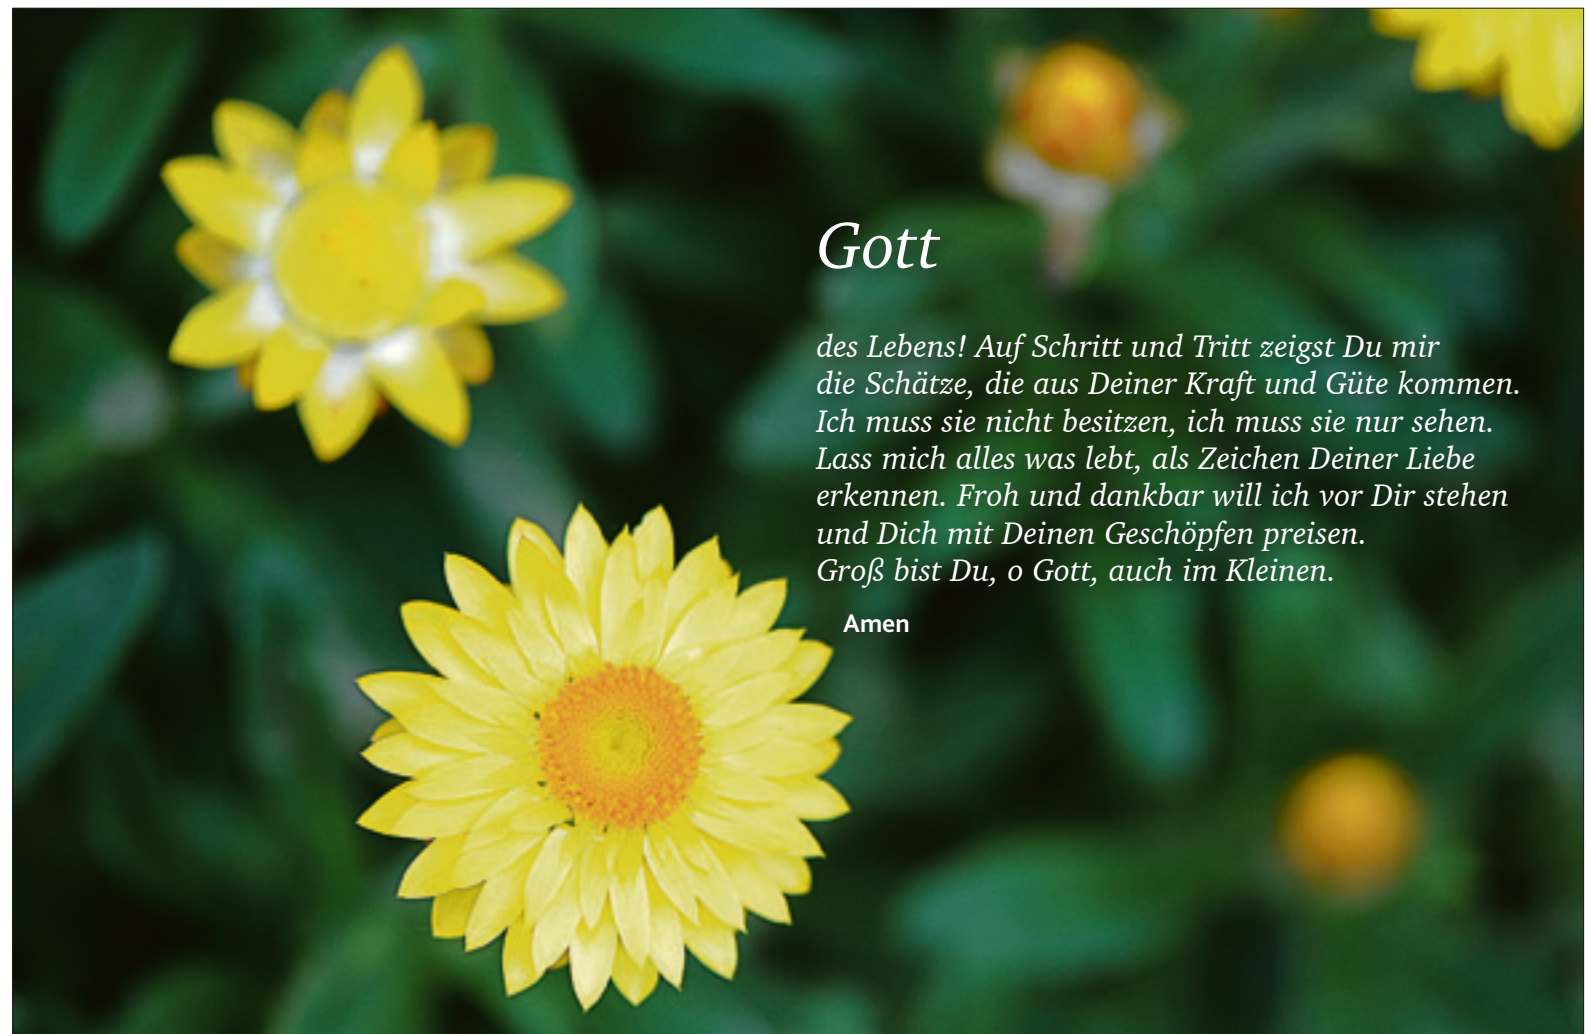 Gott
des Lebens! Auf Schritt und Tritt zeigst Du mir
die Schätze, die aus Deiner Kraft und Güte kommen.
Ich muss sie nicht besitzen, ich muss sie nur sehen.
Lass mich alles was lebt, als Zeichen Deiner Liebe
erkennen. Froh und dankbar will ich vor Dir stehen
und Dich mit Deinen Geschöpfen preisen.
Groß bist Du, o Gott, auch im Kleinen.
Amen